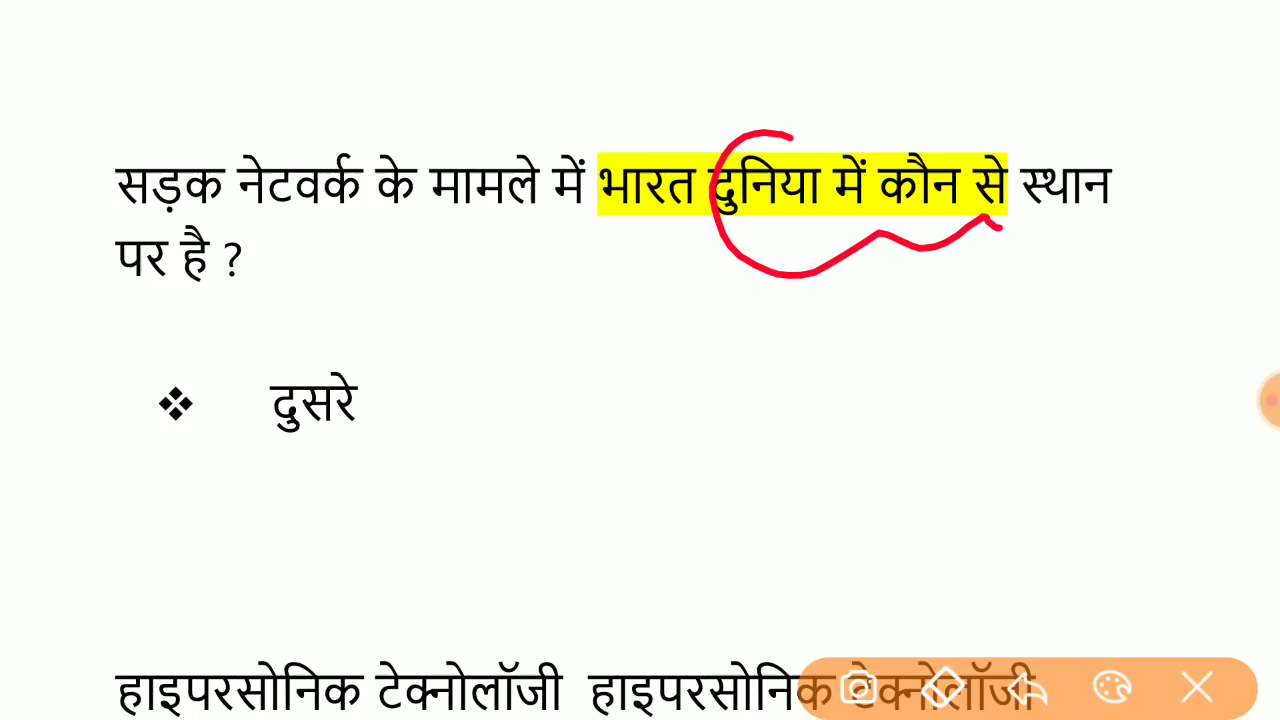 सड़क नेटवर्क के मामले में भारत दुनिया में कौन से स्थान
पर है ?
❖ दुसरे
हाइपरसोनिक टेक्नोलॉजी हाइपरसोनिक टेक्नोलॉजी